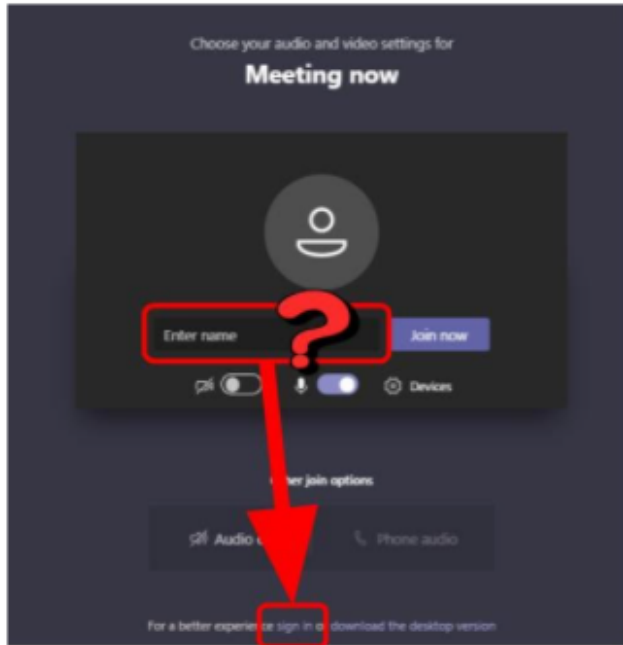 Choose your audio and video settings for
Meeting now
Enter name
?
Join now
Devices
join options
Audio
Phone audio
For a better experience sign in or download the desktop version